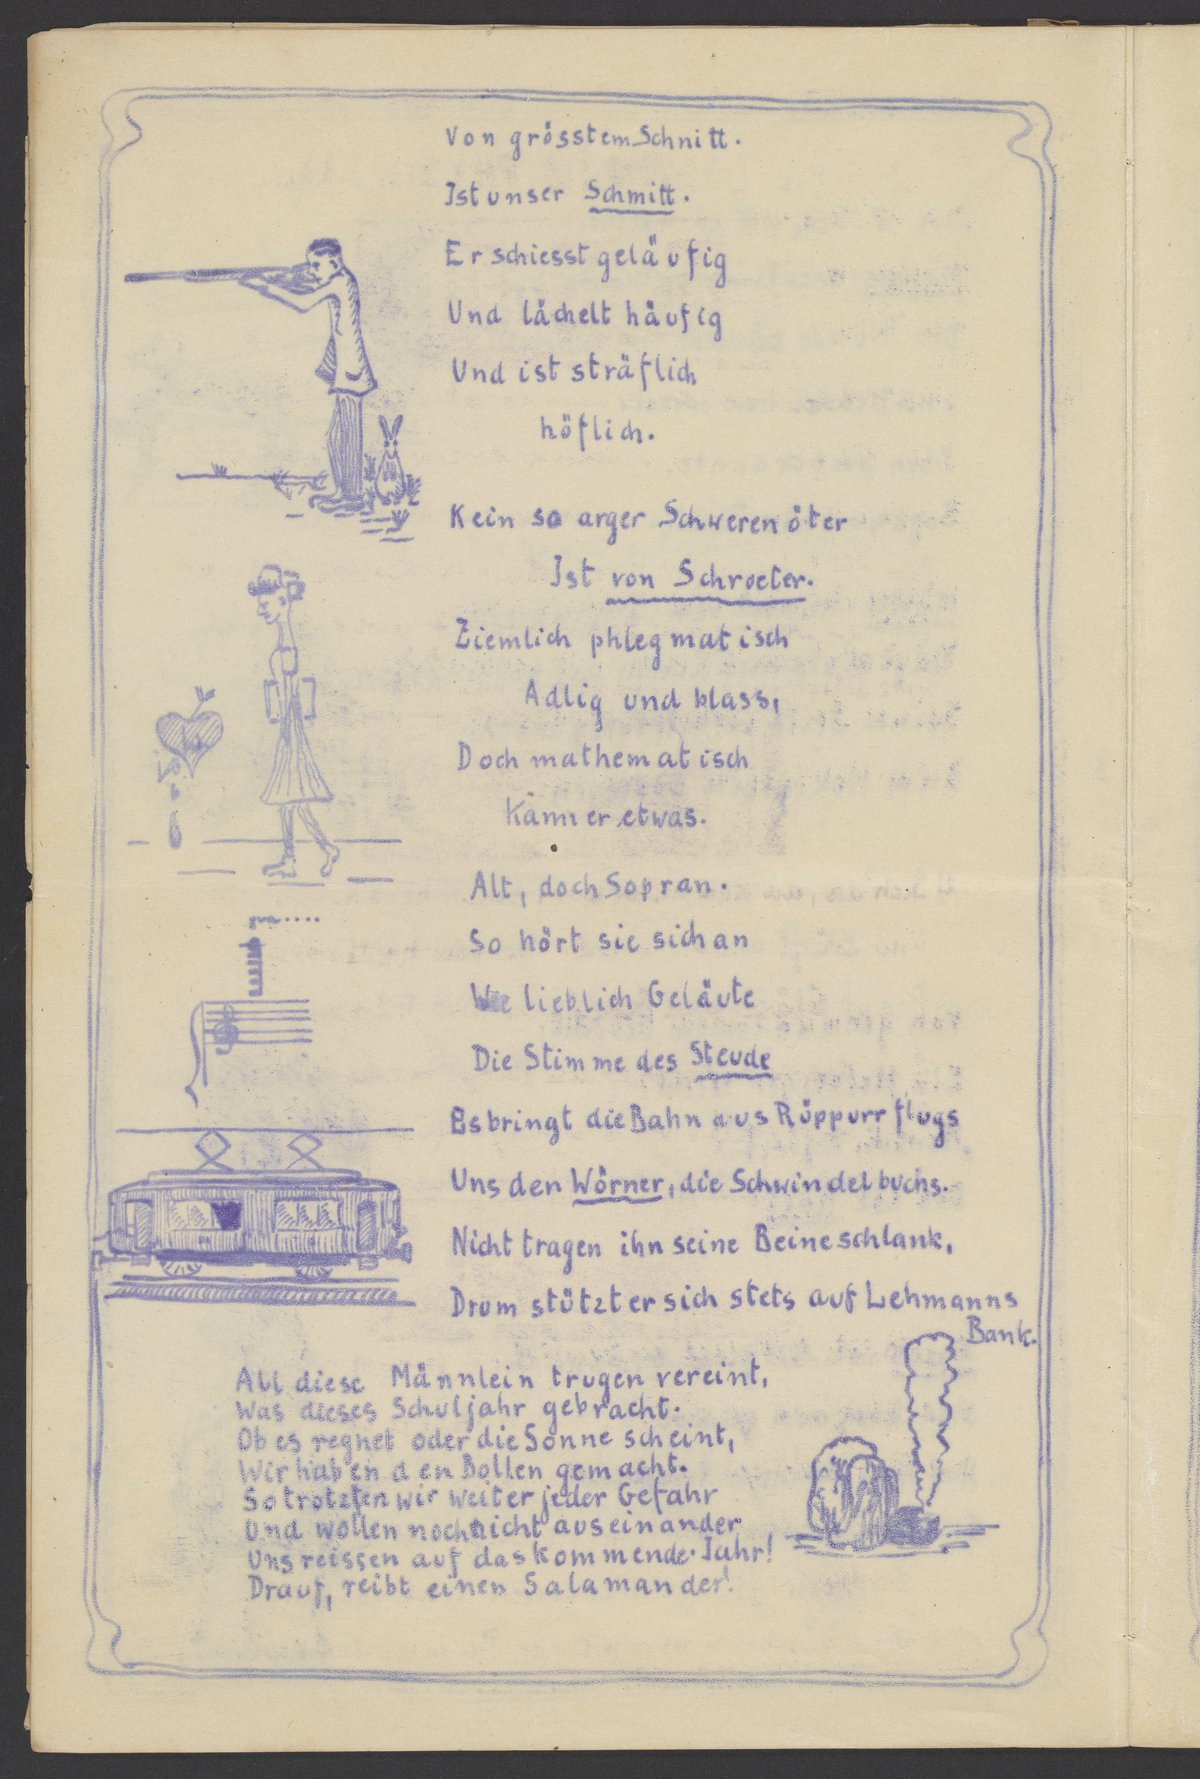 Von grösstem Schnitt.
Ist unser Schmitt.
Er schiesst geläufig
Und lächelt häufig
Und ist sträflich
höflich.
Kein so arger Schwerenöter
Ist von Schroeter.
Ziemlich phlegmatisch
Adlig und blass,
Doch mathematisch
Kann er etwas.
Alt, doch Sopran.
So hört sie sich an
Wie lieblich Geläute
Die Stimme des Steude
Es bringt die Bahn aus Rüppurr flugs
Uns den Wörner, die Schwindelbuchs.
Nicht tragen ihn seine Beine schlank,
Drum stützt er sich stets auf Lehmanns
Bank.
All diese Männlein trugen vereint,
Was dieses Schuljahr gebracht.
Ob es regnet oder die Sonne scheint,
Wir haben den Bollen gemacht.
So trotzten wir weiter jeder Gefahr
Und wollen noch nicht auseinander
Uns reissen auf das kommende Jahr!
Drauf, reibt einen Salamander!